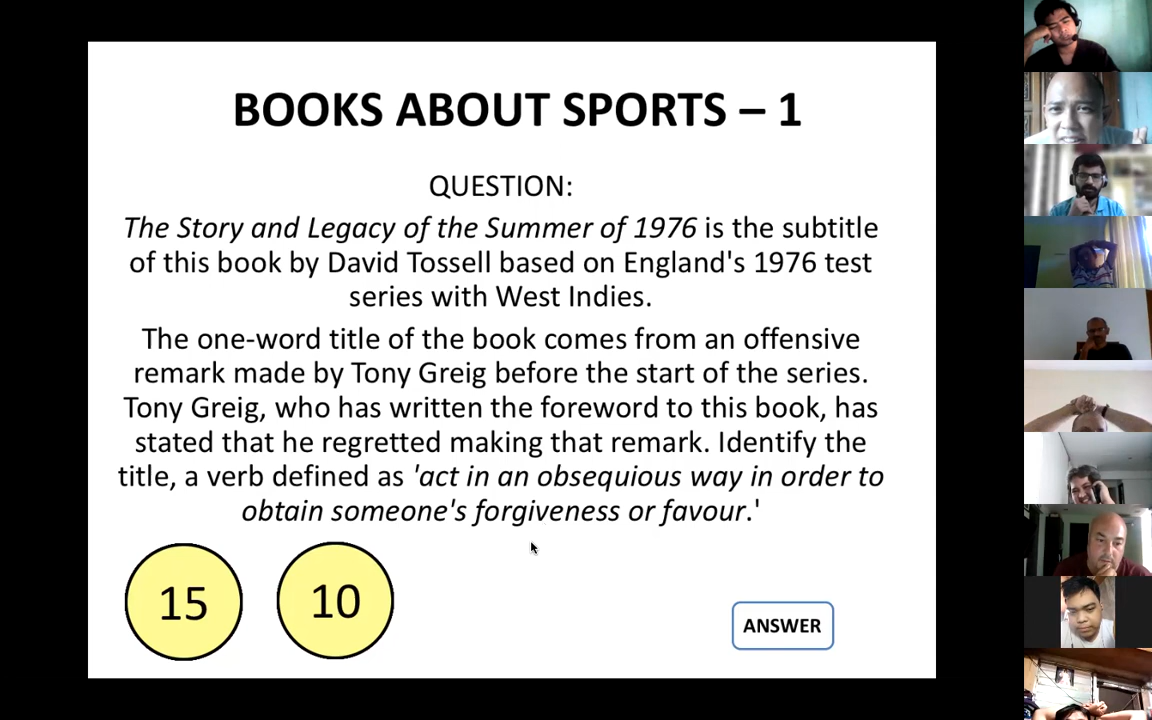 BOOKS ABOUT SPORTS – 1
QUESTION:
The Story and Legacy of the Summer of 1976 is the subtitle
of this book by David Tossell based on England's 1976 test
series with West Indies.
The one-word title of the book comes from an offensive
remark made by Tony Greig before the start of the series.
Tony Greig, who has written the foreword to this book, has
stated that he regretted making that remark. Identify the
title, a verb defined as 'act in an obsequious way in order to
obtain someone's forgiveness or favour.'
15 10
ANSWER